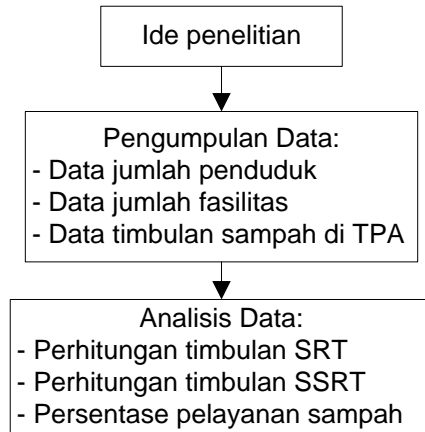 Ide penelitian
Pengumpulan Data:
- Data jumlah penduduk
- Data jumlah fasilitas
- Data timbulan sampah di TPA
Analisis Data:
- Perhitungan timbulan SRT
- Perhitungan timbulan SSRT
- Persentase pelayanan sampah